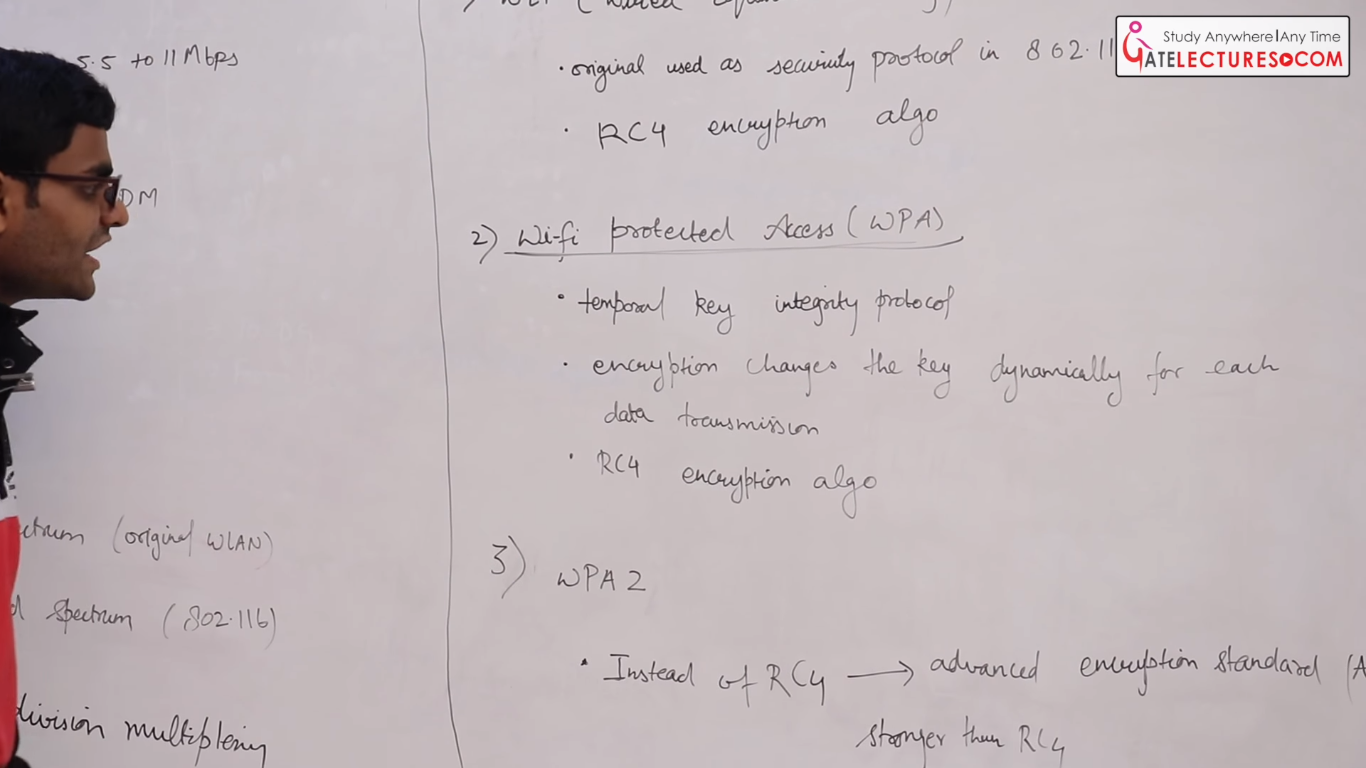 5.5 to 11 Mbps
DM
ctrum (original WLAN)
d spectrum (802.11b)
division multiplexing
· original used as security protocol in 802.11
· RC4 encryption algo
2) Wi-fi protected Access (WPA)
· temporal key integrity protocol
· encryption changes the key dynamically for each
data transmission
· RC4 encryption algo
3) WPA 2
· Instead of RC4 → advanced encryption standard (A
stronger than RC4
Study Anywhere|Any Time
GATELECTURES.COM